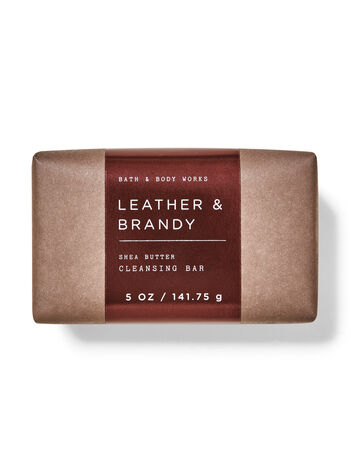 BATH & BODY WORKS
LEATHER &
BRANDY
SHEA BUTTER
CLEANSING BAR
5 OZ / 141.75 g